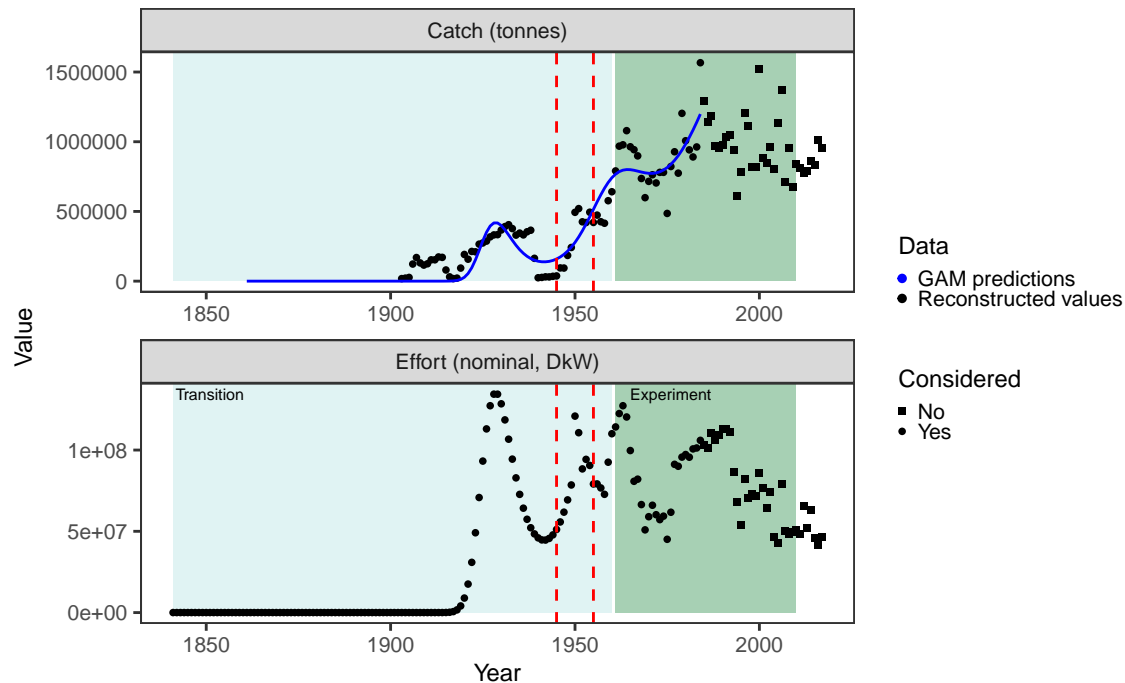 Catch (tonnes)
1500000
1000000
500000
0
1850 1900 1950 2000
Effort (nominal, DkW)
Transition Experiment
1e+08
5e+07
0e+00
1850 1900 1950 2000
Year
Value
Data
GAM predictions
Reconstructed values
Considered
No
Yes